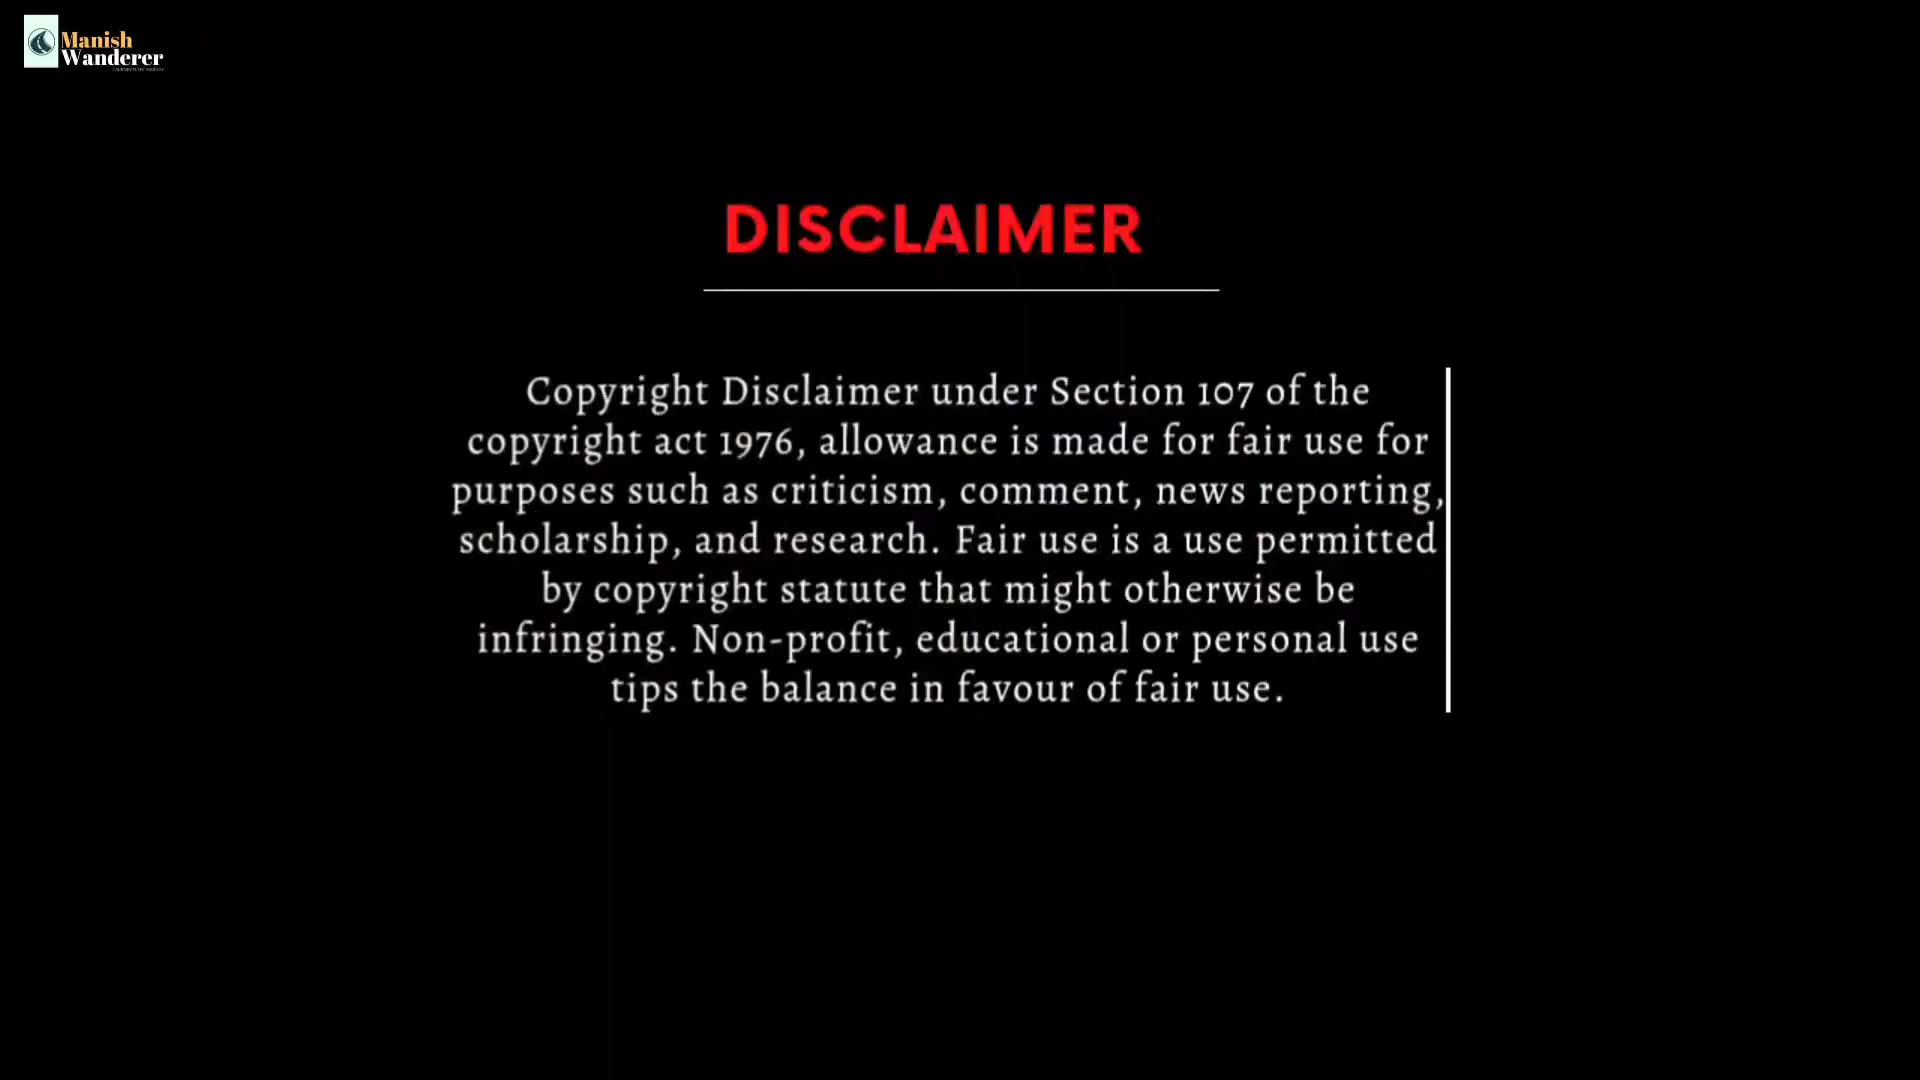 Manish
Wanderer
DISCLAIMER
Copyright Disclaimer under Section 107 of the
copyright act 1976, allowance is made for fair use for
purposes such as criticism, comment, news reporting,
scholarship, and research. Fair use is a use permitted
by copyright statute that might otherwise be
infringing. Non-profit, educational or personal use
tips the balance in favour of fair use.